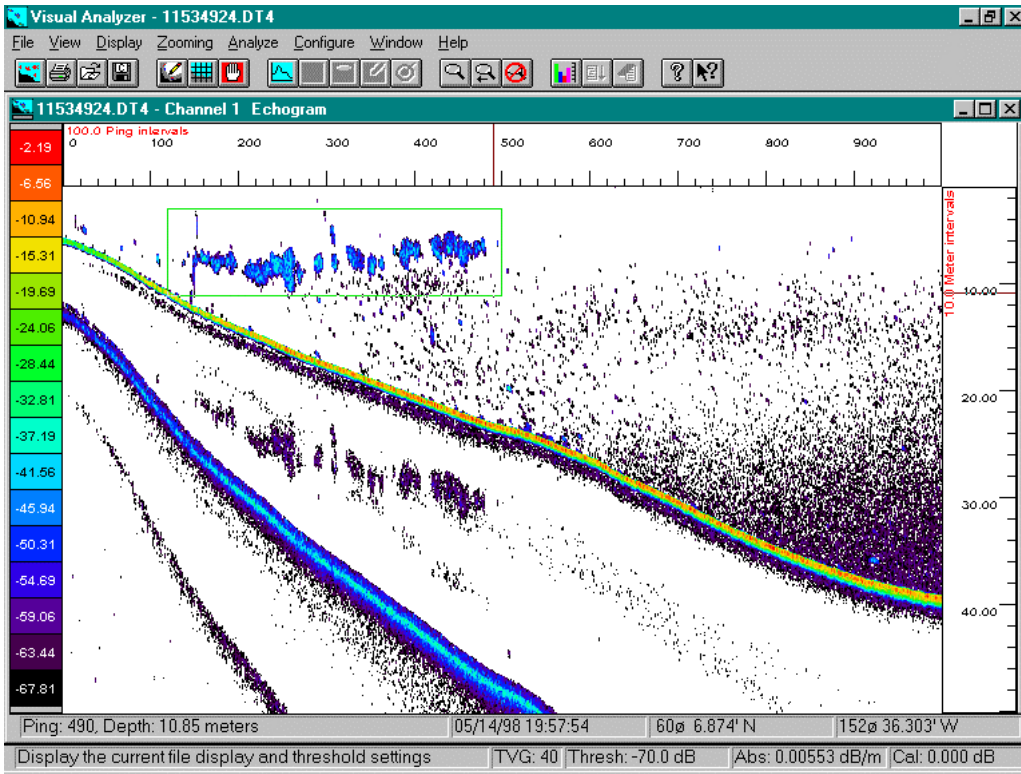 Visual Analyzer - 11534924.DT4
File View Display Zooming Analyze Configure Window Help
11534924.DT4 - Channel 1 Echogram
100.0 Ping intervals
0 100 200 300 400 500 600 700 800 900
-2.19
-6.56
-10.94
-15.31
-19.69
-24.06
-28.44
-32.81
-37.19
-41.56
-45.94
-50.31
-54.69
-59.06
-63.44
-67.81
10.0 Meter intervals
10.00
20.00
30.00
40.00
Ping: 490, Depth: 10.85 meters 05/14/98 19:57:54 60ø 6.874' N 152ø 36.303' W
Display the current file display and threshold settings TVG: 40 Thresh: -70.0 dB Abs: 0.00553 dB/m Cal: 0.000 dB